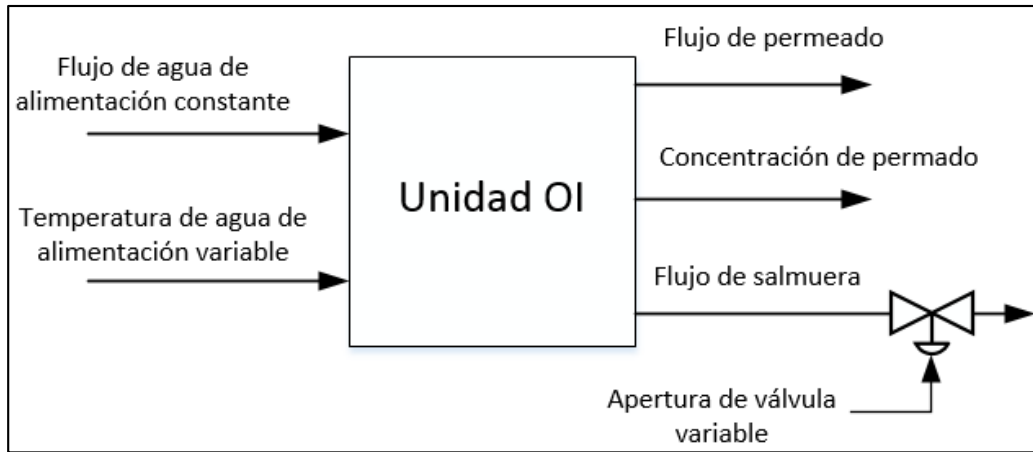 Flujo de agua de
alimentación constante
Temperatura de agua de
alimentación variable
Unidad OI
Flujo de permeado
Concentración de permado
Flujo de salmuera
Apertura de válvula
variable